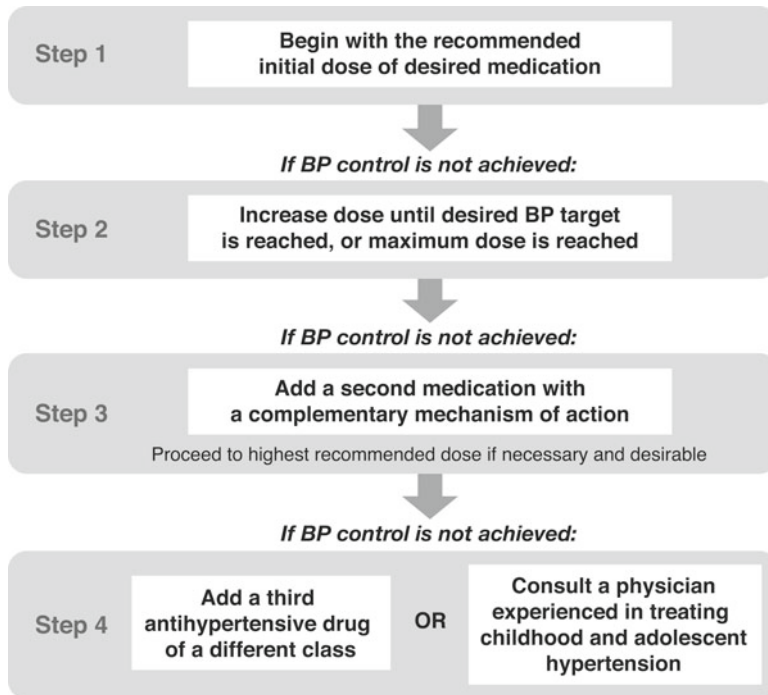 Step 1
Begin with the recommended
initial dose of desired medication
If BP control is not achieved:
Step 2
Increase dose until desired BP target
is reached, or maximum dose is reached
If BP control is not achieved:
Step 3
Add a second medication with
a complementary mechanism of action
Proceed to highest recommended dose if necessary and desirable
If BP control is not achieved:
Step 4
Add a third
antihypertensive drug
of a different class
OR
Consult a physician
experienced in treating
childhood and adolescent
hypertension